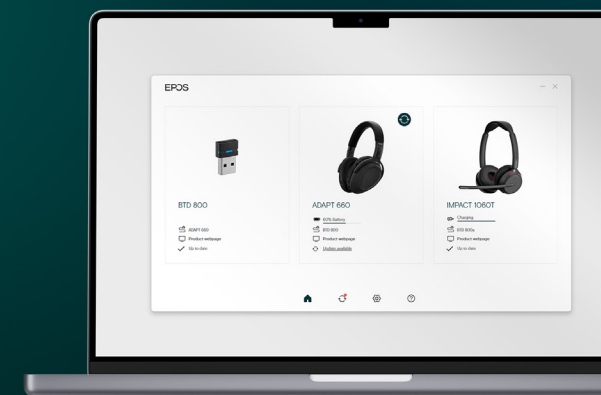 EPOS
BTD 800
ADAPT 660
Product webpage
Up to date
ADAPT 660
60% Battery
BTD 800
Product webpage
Update available
IMPACT 1060T
Charging
BTD 800a
Product webpage
Up to date